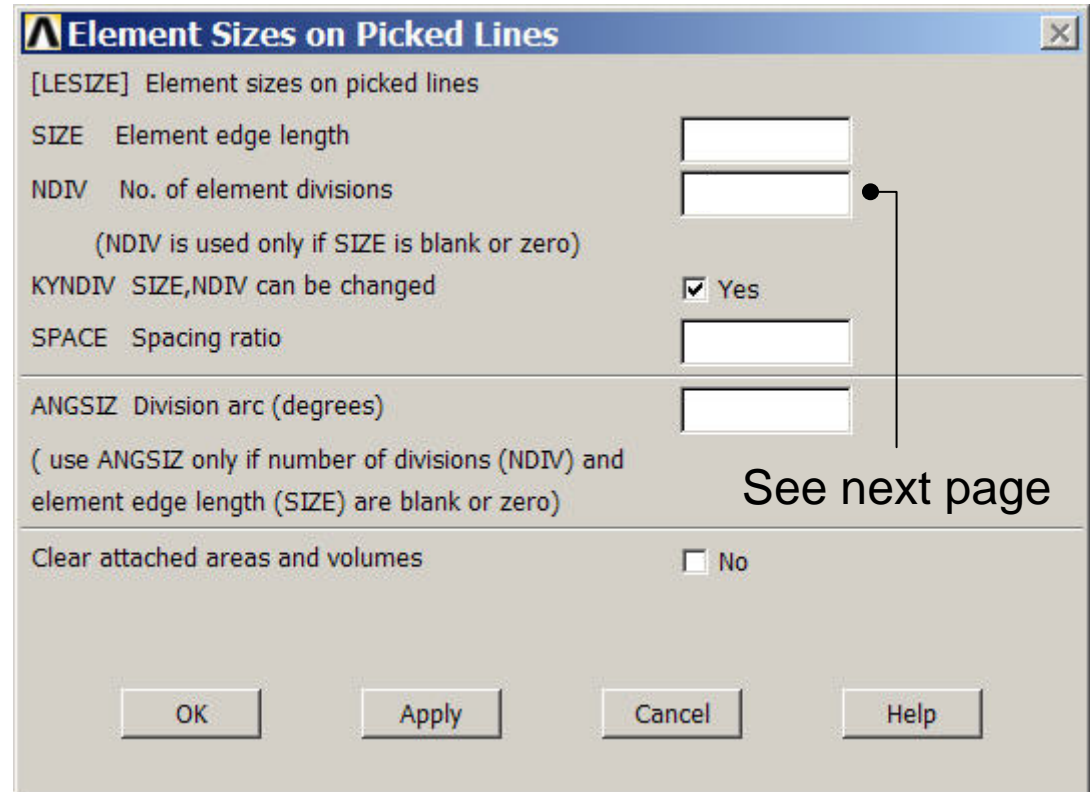 Element Sizes on Picked Lines
[LESIZE] Element sizes on picked lines
SIZE Element edge length
NDIV No. of element divisions
(NDIV is used only if SIZE is blank or zero)
KYNDIV SIZE,NDIV can be changed Yes
SPACE Spacing ratio
ANGSIZ Division arc (degrees)
( use ANGSIZ only if number of divisions (NDIV) and
element edge length (SIZE) are blank or zero)
See next page
Clear attached areas and volumes No
OK Apply Cancel Help